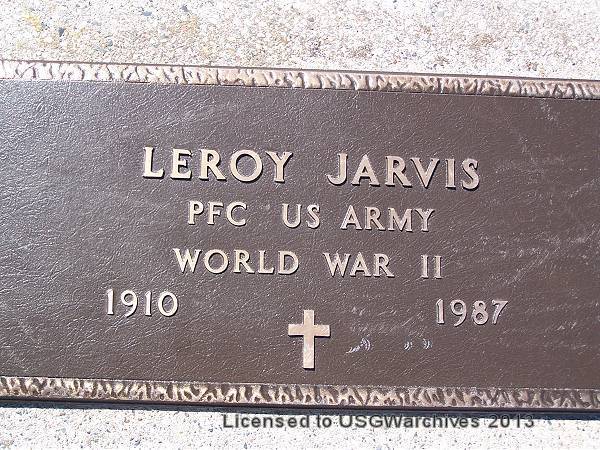 LEROY JARVIS
PFC US ARMY
WORLD WAR II
1910 1987
Licensed to USGWarchives 2013